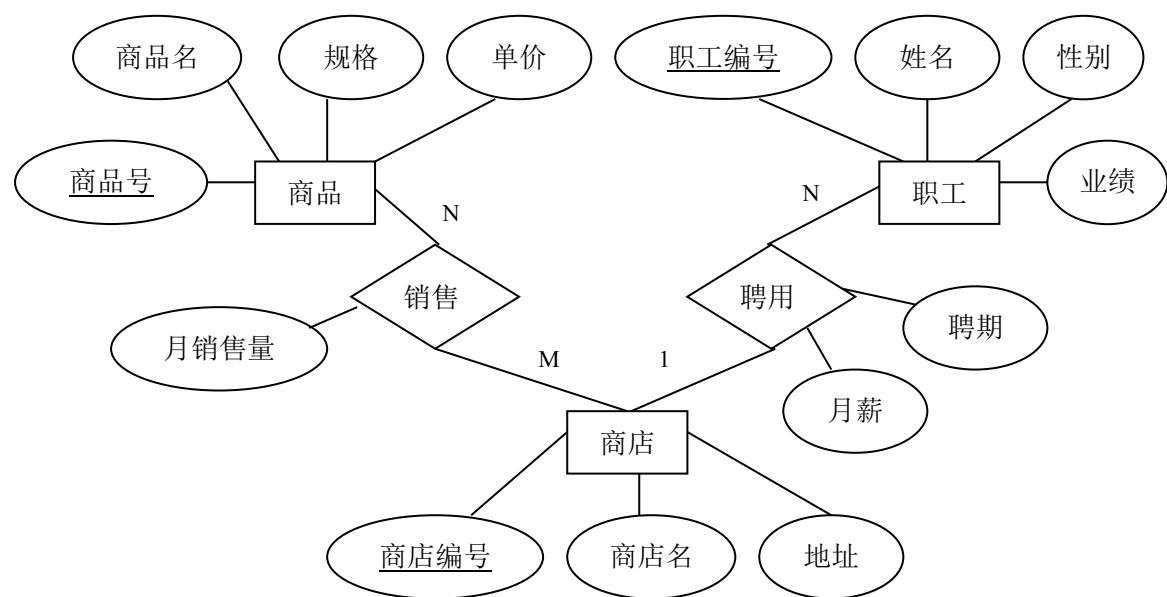 商品名
规格
单价
职工编号
姓名
性别
商品号
商品
职工
业绩
N
N
销售
聘用
聘期
月销售量
M
1
月薪
商店
商店编号
商店名
地址